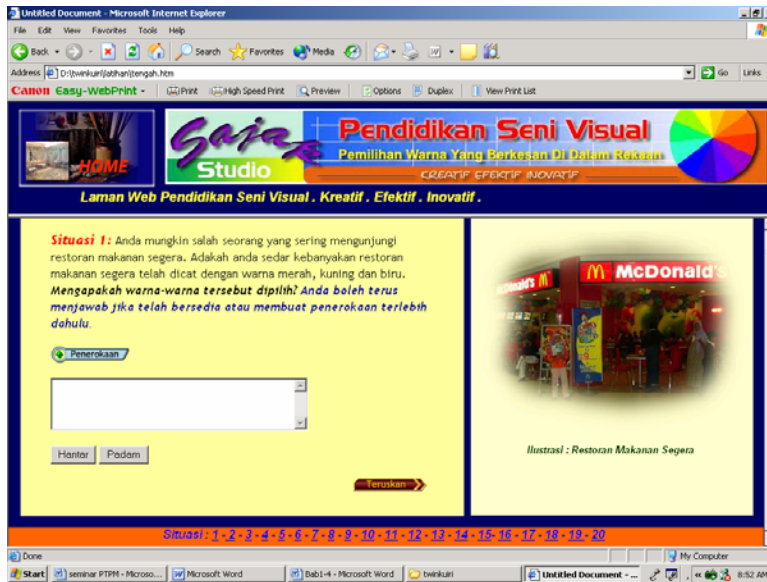 Untitled Document - Microsoft Internet Explorer
File Edit View Favorites Tools Help
Back Search Favorites Media
Address D:\twinkuiri\latihan\tengah.htm Go Links
Canon Easy-WebPrint Print High Speed Print Preview Options Duplex View Print List
HOME
Gajah Studio
Pendidikan Seni Visual
Pemilihan Warna Yang Berkesan Di Dalam Rekaan
KREATIF EFEKTIF INOVATIF
Laman Web Pendidikan Seni Visual . Kreatif . Efektif . Inovatif .
Situasi 1: Anda mungkin salah seorang yang sering mengunjungi
restoran makanan segera. Adakah anda sedar kebanyakan restoran
makanan segera telah dicat dengan warna merah, kuning dan biru.
Mengapakah warna-warna tersebut dipilih? Anda boleh terus
menjawab jika telah bersedia atau membuat penerokaan terlebih
dahulu.
Penerokaan
Hantar Padam
Teruskan
McDonald's
McDonald's
Ilustrasi : Restoran Makanan Segera
Situasi : 1 - 2 - 3 - 4 - 5 - 6 - 7 - 8 - 9 - 10 - 11 - 12 - 13 - 14 - 15- 16 - 17 - 18 - 19 - 20
Done My Computer
Start seminar PTPM - Microso... Microsoft Word Bab1-4 - Microsoft Word twinkuiri Untitled Document - ... 8:52 AM